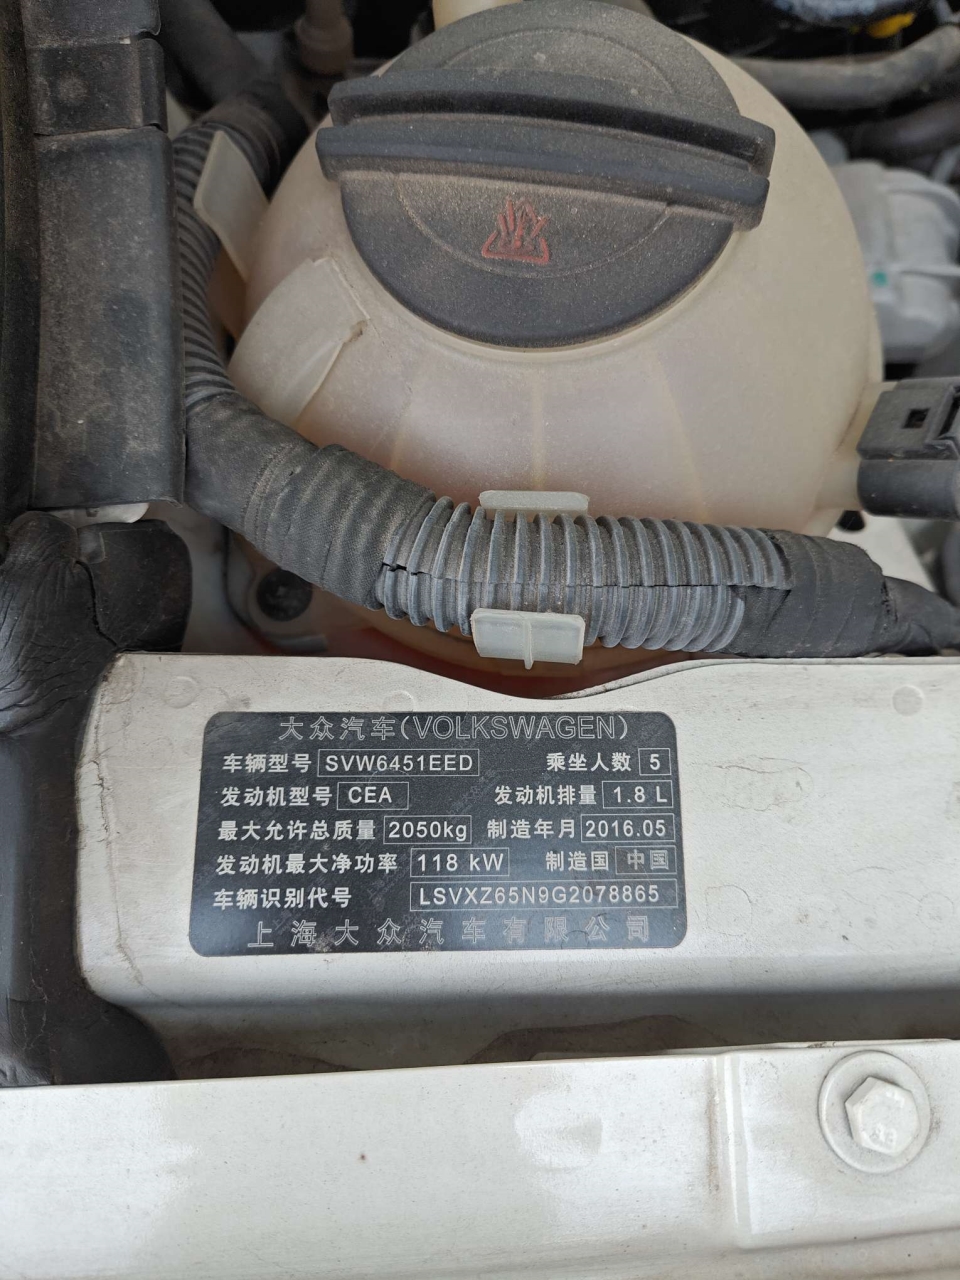 大众汽车(VOLKSWAGEN)
车辆型号 SVW6451EED 乘坐人数 5
发动机型号 CEA 发动机排量 1.8 L
最大允许总质量 2050kg 制造年月 2016.05
发动机最大净功率 118 kW 制造国 中国
车辆识别代号 LSVXZ65N9G2078865
上海大众汽车有限公司